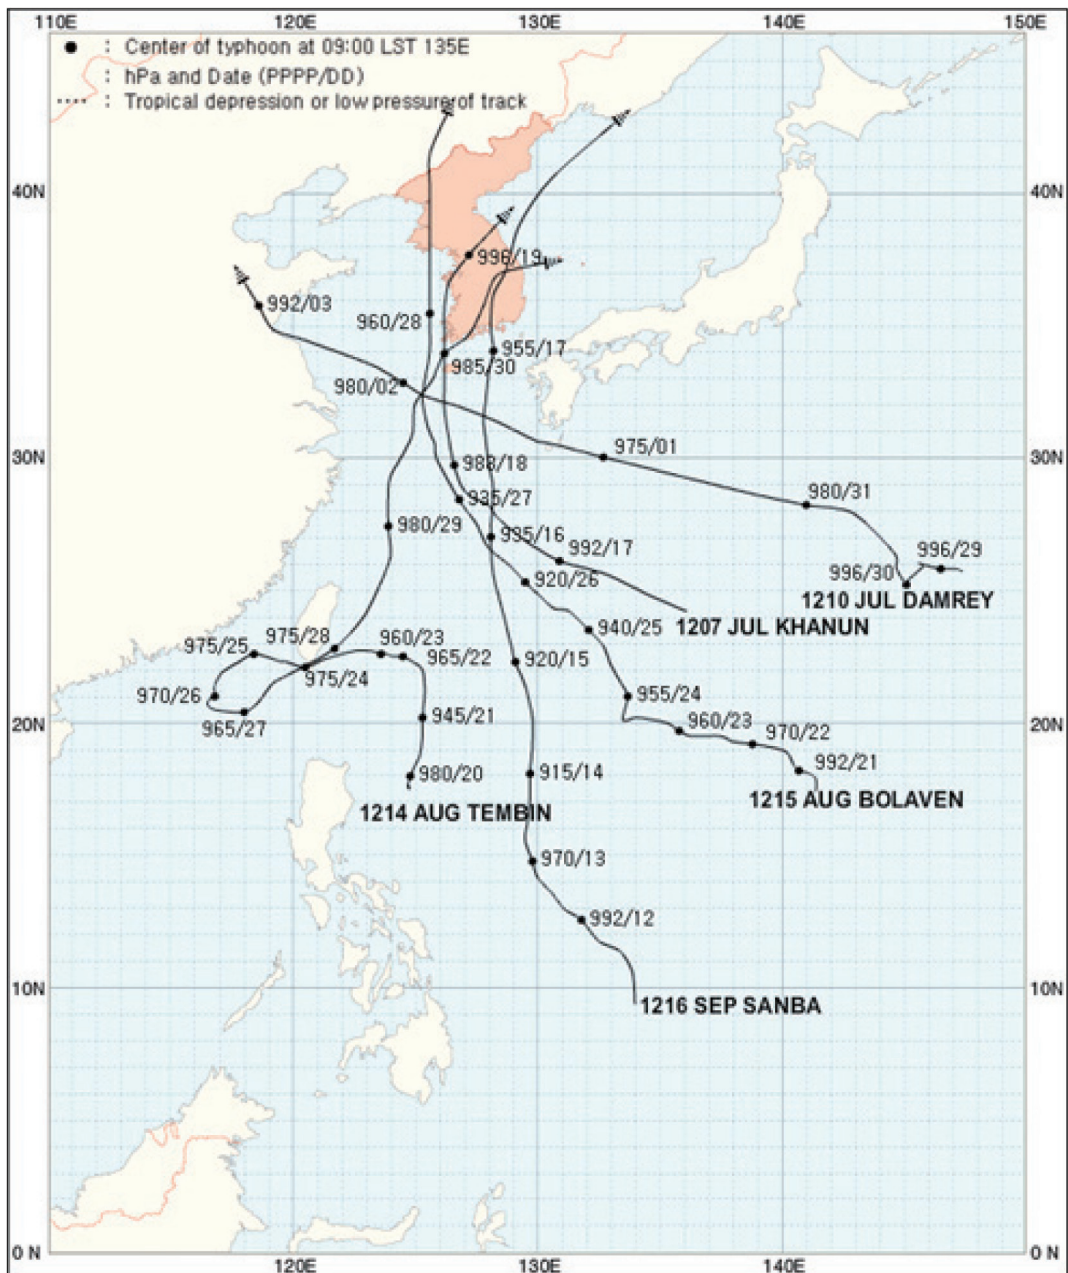 110E 120E 130E 140E 150E
● : Center of typhoon at 09:00 LST 135E
: hPa and Date (PPPP/DD)
···· : Tropical depression or low pressure of track
40N 40N
996/19
992/03
960/28
955/17
985/30
980/02
975/01
30N 30N
988/18
980/31
935/27
980/29
935/16
992/17
996/29
920/26
996/30
1210 JUL DAMREY
1207 JUL KHANUN
940/25
975/28
960/23
975/25
965/22
920/15
975/24
970/26
955/24
965/27
945/21
960/23
20N 20N
970/22
992/21
980/20
915/14
1215 AUG BOLAVEN
1214 AUG TEMBIN
970/13
992/12
10N 10N
1216 SEP SANBA
0 N 0 N
120E 130E 140E